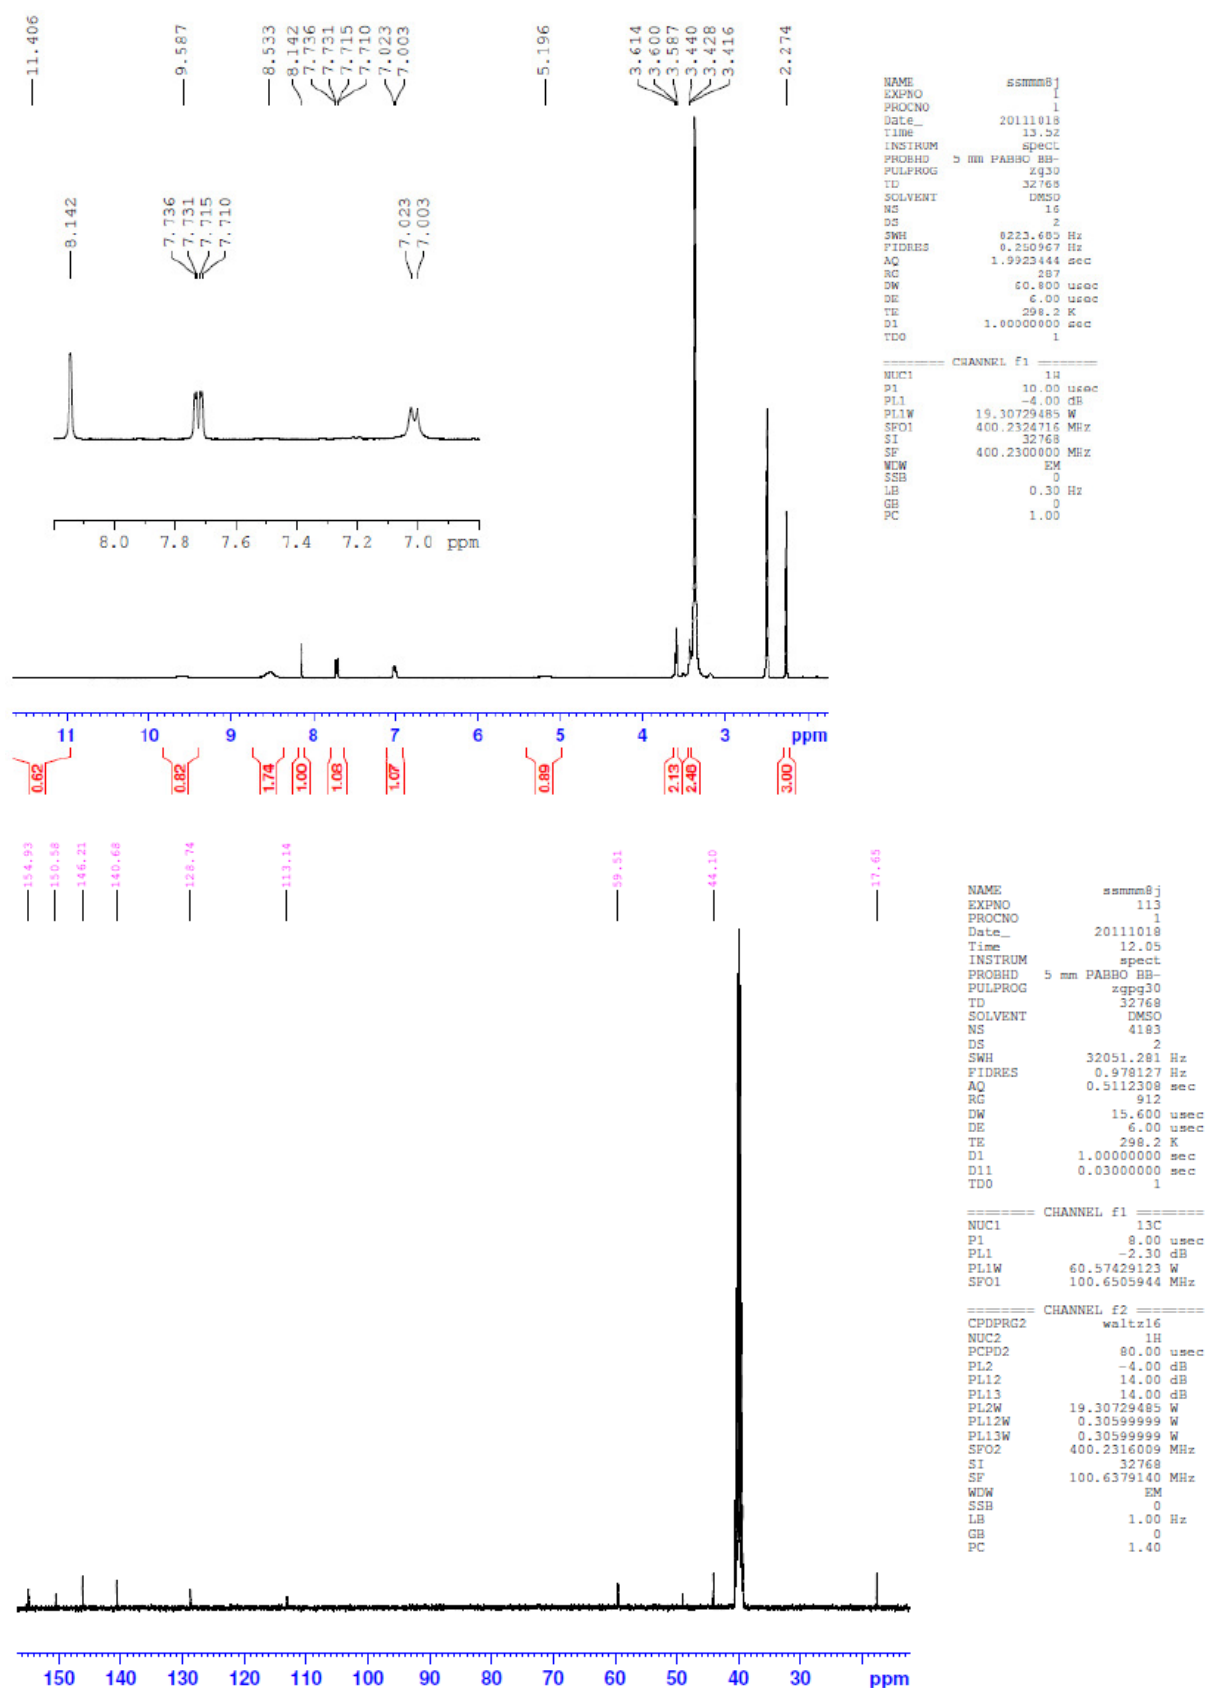 11.406
9.587
8.533
8.142
7.736
7.731
7.715
7.710
7.023
7.003
5.196
3.614
3.600
3.587
3.440
3.428
3.416
2.274
8.142
7.736
7.731
7.715
7.710
7.023
7.003
8.0 7.8 7.6 7.4 7.2 7.0 ppm
11 10 9 8 7 6 5 4 3 ppm
0.62
0.82
1.74
1.00
1.08
1.07
0.89
2.13
2.46
3.00
NAME ssmmm8j
EXPNO 1
PROCNO 1
Date_ 20111018
Time 13.52
INSTRUM spect
PROBHD 5 mm PABBO BB-
PULPROG zg30
TD 32768
SOLVENT DMSO
NS 16
DS 2
SWH 8223.685 Hz
FIDRES 0.250967 Hz
AQ 1.9923444 sec
RG 287
DW 60.800 usec
DE 6.00 usec
TE 298.2 K
D1 1.00000000 sec
TD0 1
======== CHANNEL f1 ========
NUC1 1H
P1 10.00 usec
PL1 -4.00 dB
PL1W 19.30729485 W
SFO1 400.2324716 MHz
SI 32768
SF 400.2300000 MHz
WDW EM
SSB 0
LB 0.30 Hz
GB 0
PC 1.00
154.93
150.58
146.21
140.68
128.74
113.14
59.51
44.10
17.65
150 140 130 120 110 100 90 80 70 60 50 40 30 ppm
NAME ssmmm8j
EXPNO 113
PROCNO 1
Date_ 20111018
Time 12.05
INSTRUM spect
PROBHD 5 mm PABBO BB-
PULPROG zgpg30
TD 32768
SOLVENT DMSO
NS 4183
DS 2
SWH 32051.281 Hz
FIDRES 0.978127 Hz
AQ 0.5112308 sec
RG 912
DW 15.600 usec
DE 6.00 usec
TE 298.2 K
D1 1.00000000 sec
D11 0.03000000 sec
TD0 1
======== CHANNEL f1 ========
NUC1 13C
P1 8.00 usec
PL1 -2.30 dB
PL1W 60.57429123 W
SFO1 100.6505944 MHz
======== CHANNEL f2 ========
CPDPRG2 waltz16
NUC2 1H
PCPD2 80.00 usec
PL2 -4.00 dB
PL12 14.00 dB
PL13 14.00 dB
PL2W 19.30729485 W
PL12W 0.30599999 W
PL13W 0.30599999 W
SFO2 400.2316009 MHz
SI 32768
SF 100.6379140 MHz
WDW EM
SSB 0
LB 1.00 Hz
GB 0
PC 1.40